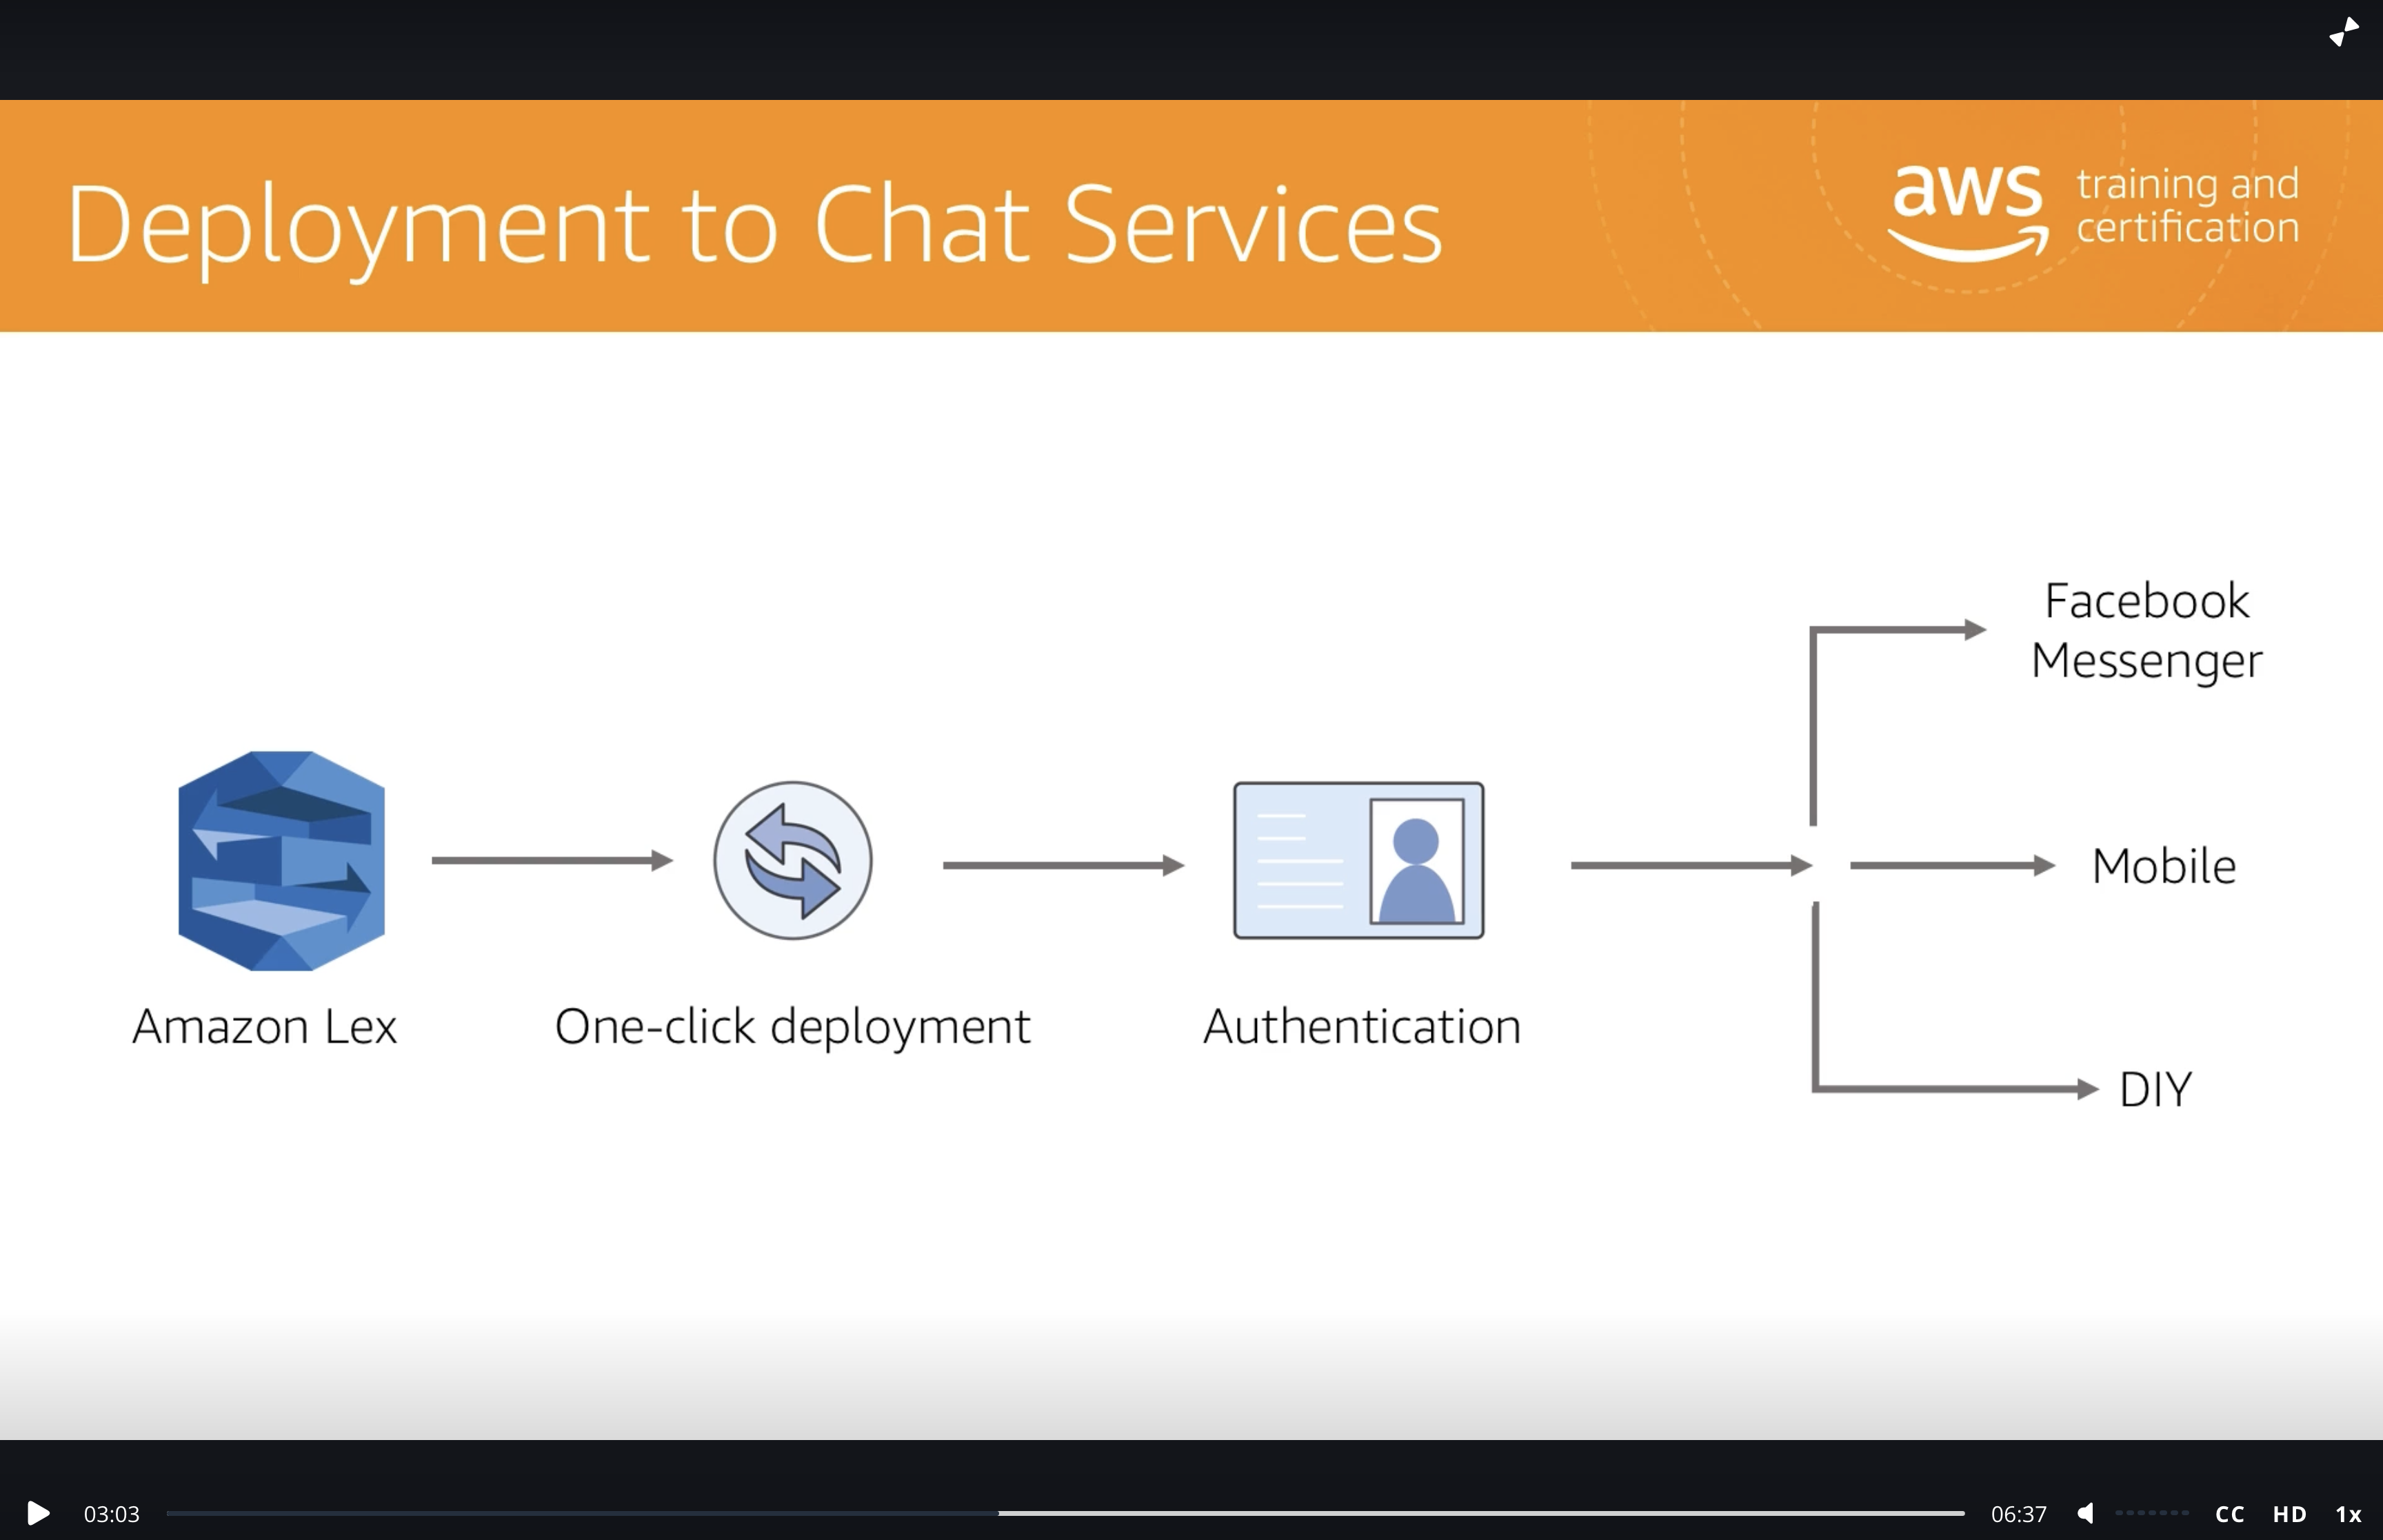 Deployment to Chat Services
aws training and
certification
Facebook
Messenger
Mobile
DIY
Amazon Lex
One-click deployment
Authentication
03:03
06:37
CC
HD
1x